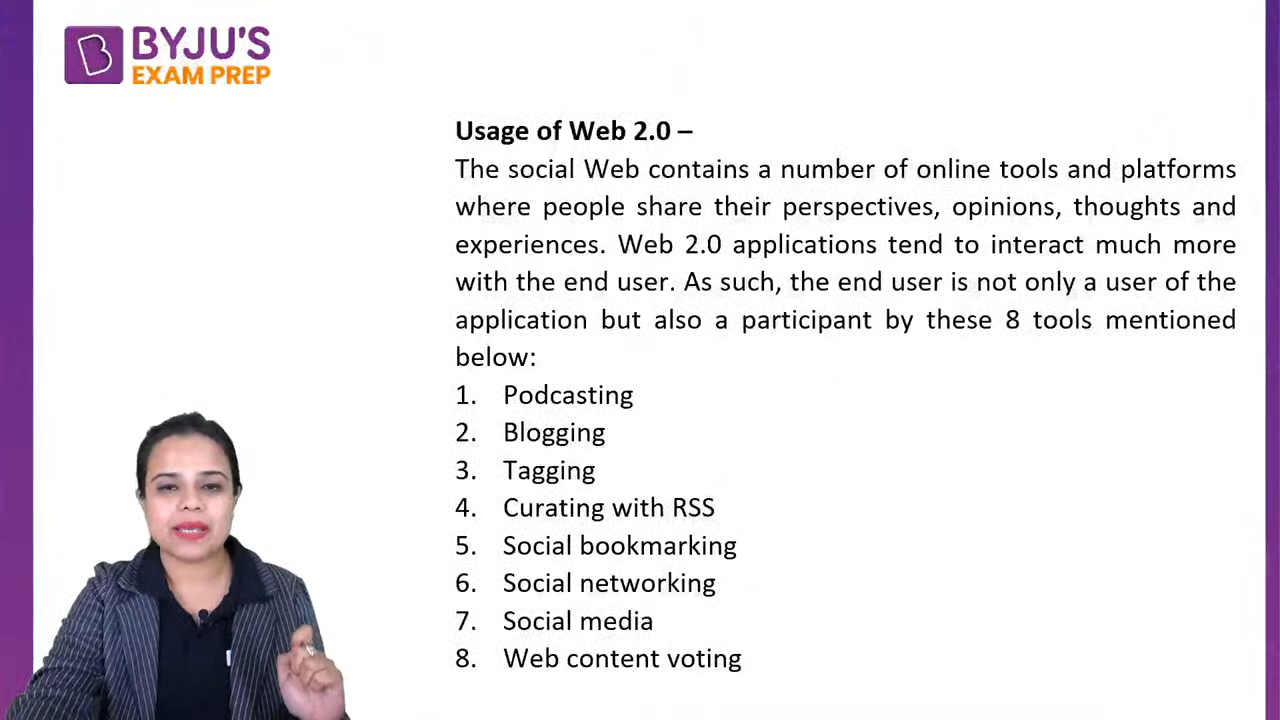 BYJU'S
EXAM PREP
Usage of Web 2.0 –
The social Web contains a number of online tools and platforms
where people share their perspectives, opinions, thoughts and
experiences. Web 2.0 applications tend to interact much more
with the end user. As such, the end user is not only a user of the
application but also a participant by these 8 tools mentioned
below:
1. Podcasting
2. Blogging
3. Tagging
4. Curating with RSS
5. Social bookmarking
6. Social networking
7. Social media
8. Web content voting